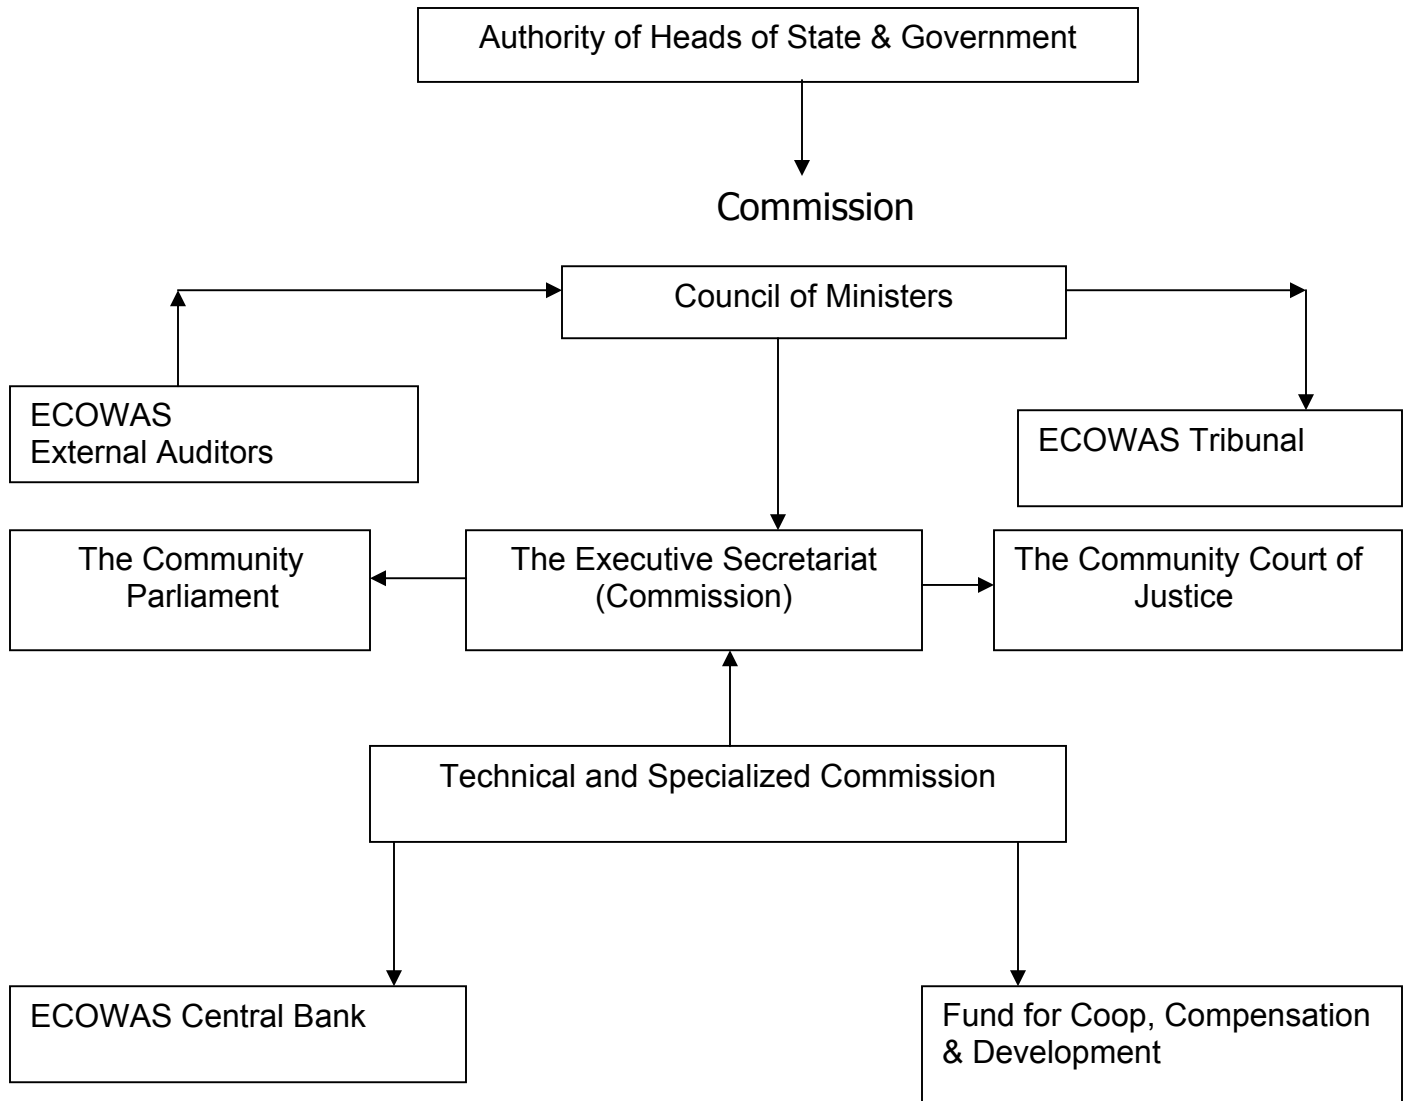 Authority of Heads of State & Government
Commission
Council of Ministers
ECOWAS
External Auditors
ECOWAS Tribunal
The Community
Parliament
The Executive Secretariat
(Commission)
The Community Court of
Justice
Technical and Specialized Commission
ECOWAS Central Bank
Fund for Coop, Compensation
& Development